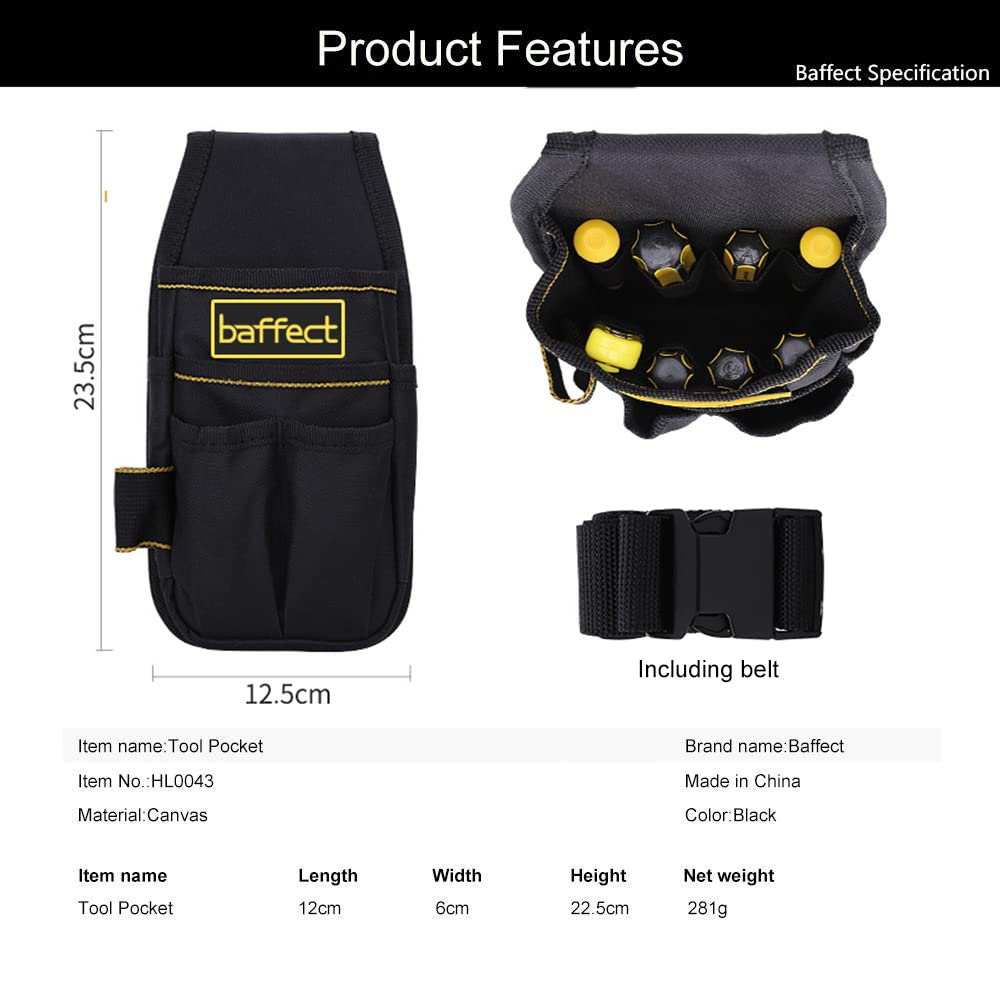 Product Features
Baffect Specification
23.5cm
baffect
12.5cm
Including belt
Item name:Tool Pocket
Brand name:Baffect
Item No.:HL0043
Made in China
Material:Canvas
Color:Black
Item name Length Width Height Net weight
Tool Pocket 12cm 6cm 22.5cm 281g